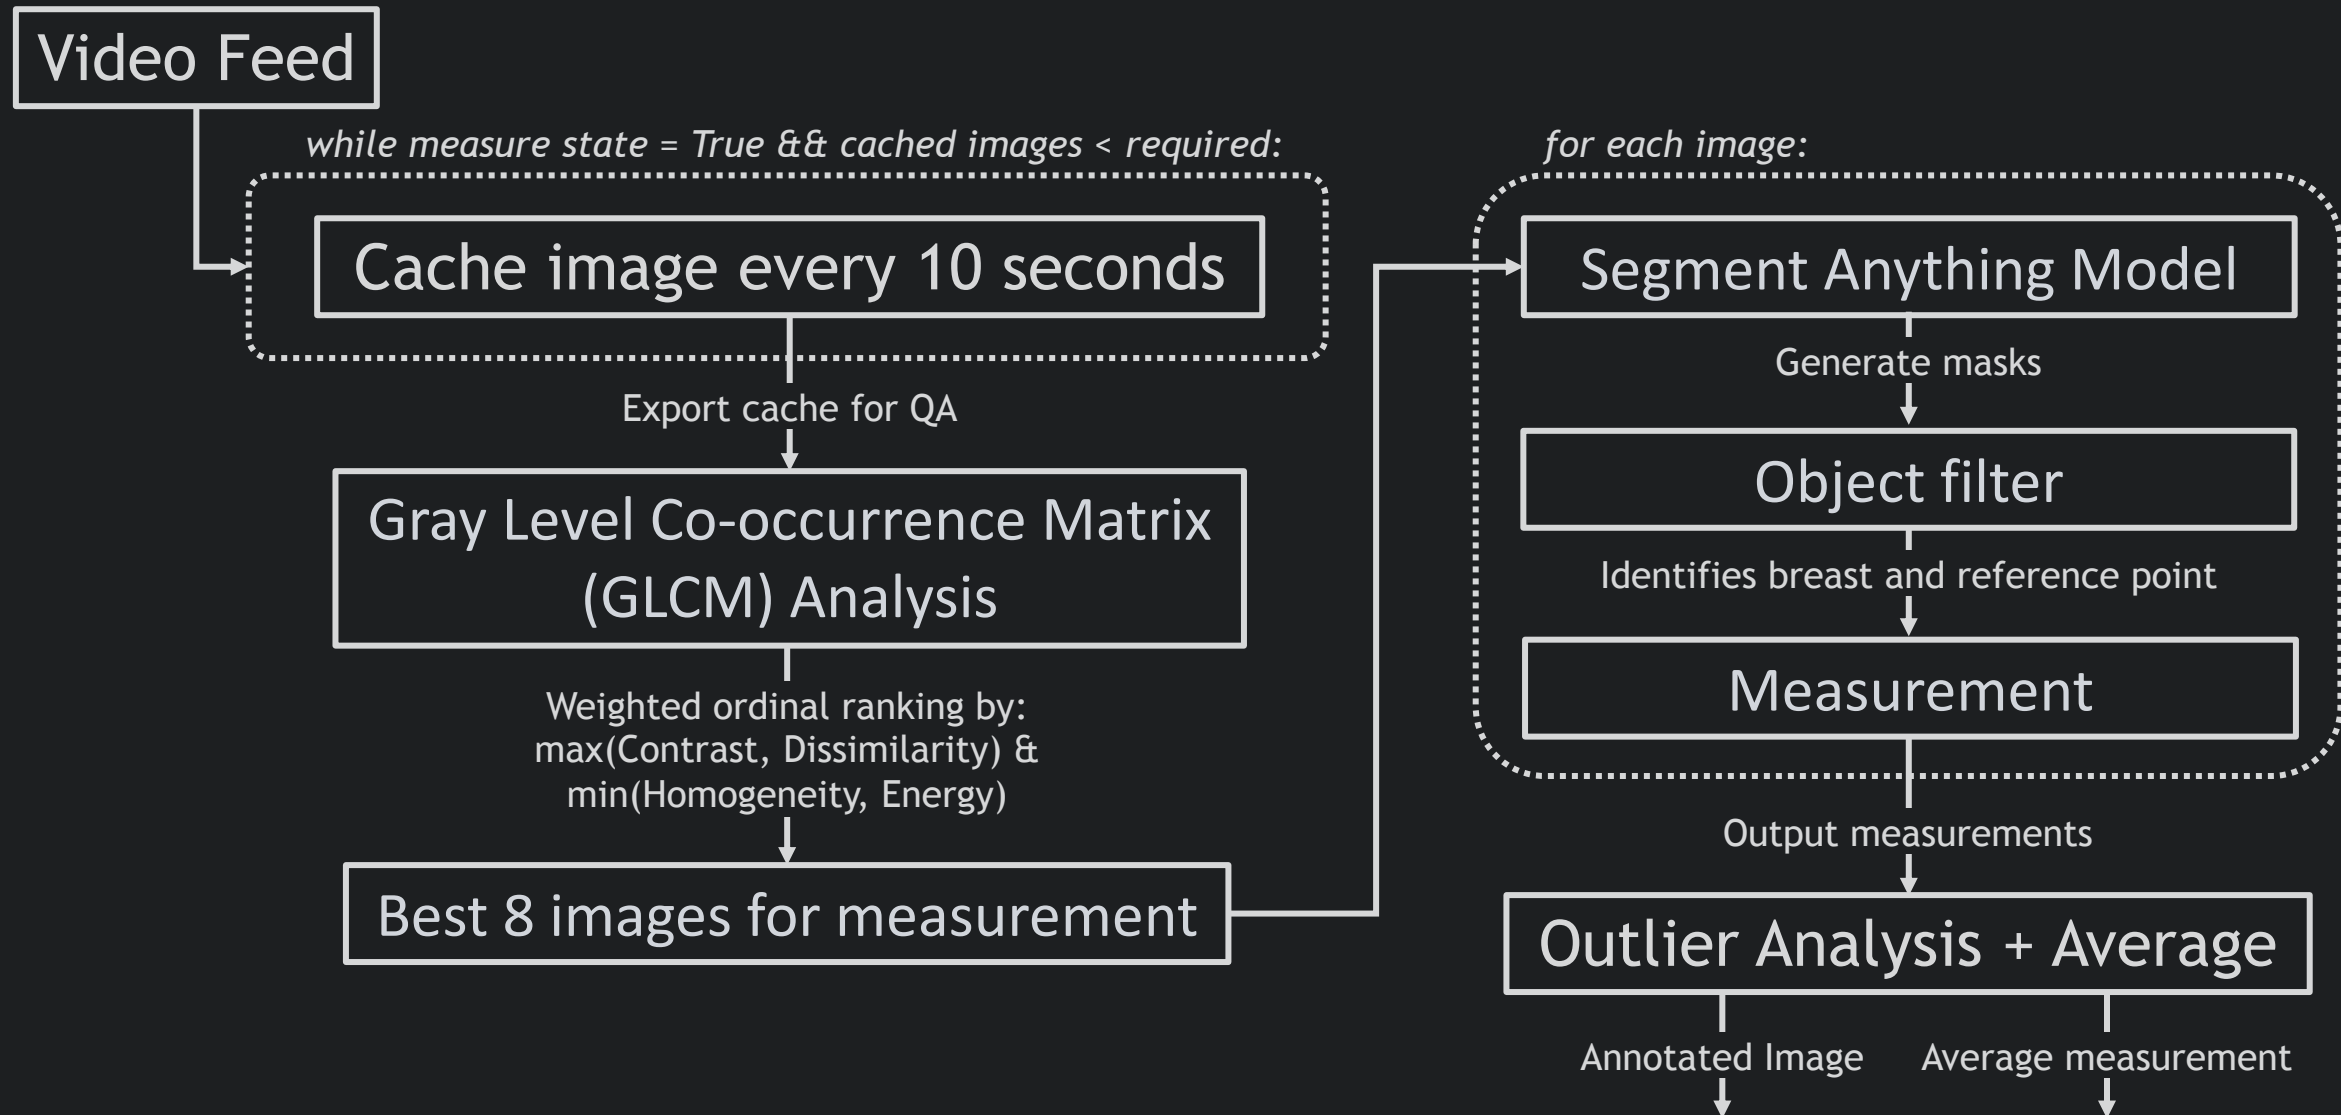 Video Feed
while measure state = True && cached images < required:
Cache image every 10 seconds
Export cache for QA
Gray Level Co-occurrence Matrix
(GLCM) Analysis
Weighted ordinal ranking by:
max(Contrast, Dissimilarity) &
min(Homogeneity, Energy)
Best 8 images for measurement
for each image:
Segment Anything Model
Generate masks
Object filter
Identifies breast and reference point
Measurement
Output measurements
Outlier Analysis + Average
Annotated Image
Average measurement